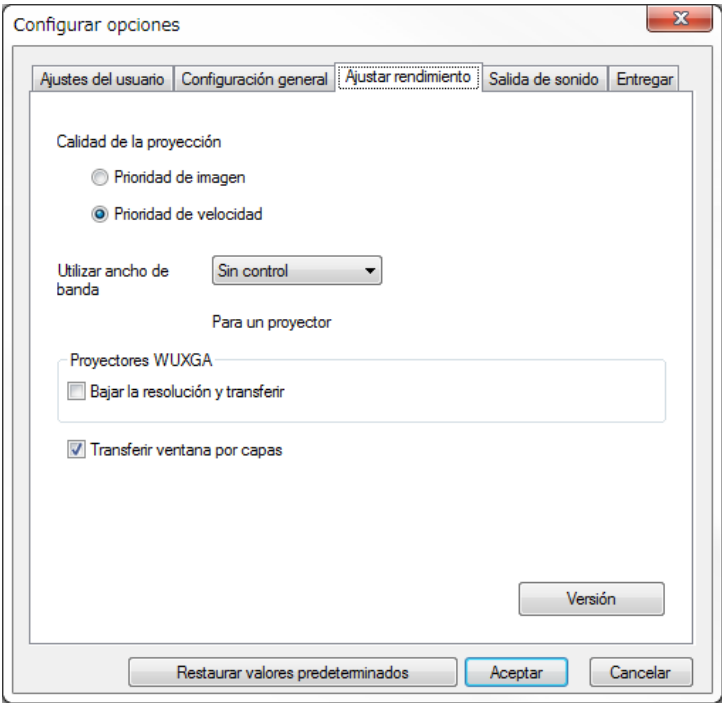 Configurar opciones
Ajustes del usuario
Configuración general
Ajustar rendimiento
Salida de sonido
Entregar
Calidad de la proyección
Prioridad de imagen
Prioridad de velocidad
Utilizar ancho de
banda
Sin control
Para un proyector
Proyectores WUXGA
Bajar la resolución y transferir
Transferir ventana por capas
Versión
Restaurar valores predeterminados
Aceptar
Cancelar